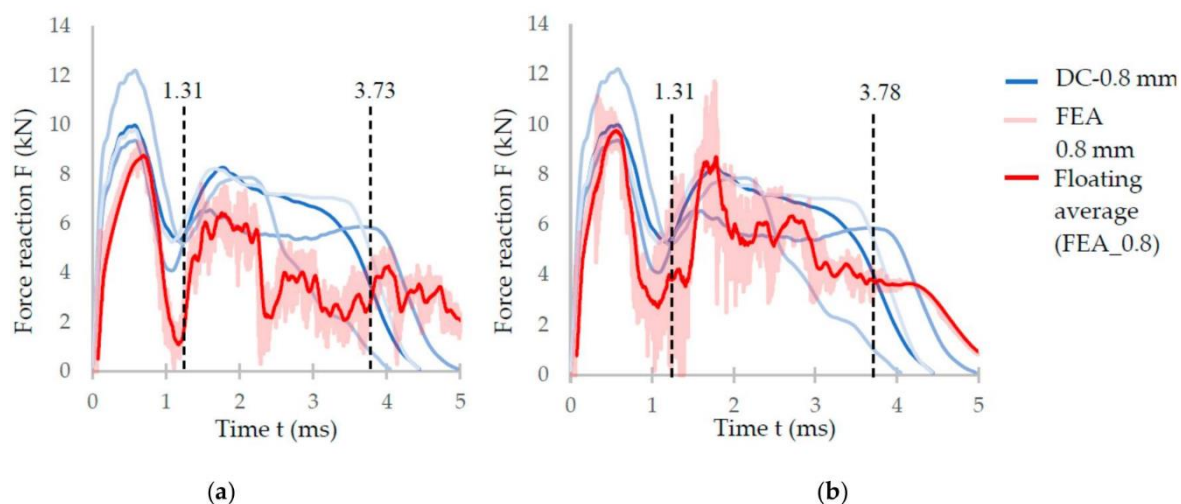 14
12
10
8
6
4
2
0
Force reaction F (kN)
1.31
3.73
0 1 2 3 4 5
Time t (ms)
(a)
14
12
10
8
6
4
2
0
Force reaction F (kN)
1.31
3.78
0 1 2 3 4 5
Time t (ms)
(b)
DC-0.8 mm
FEA
0.8 mm
Floating
average
(FEA_0.8)